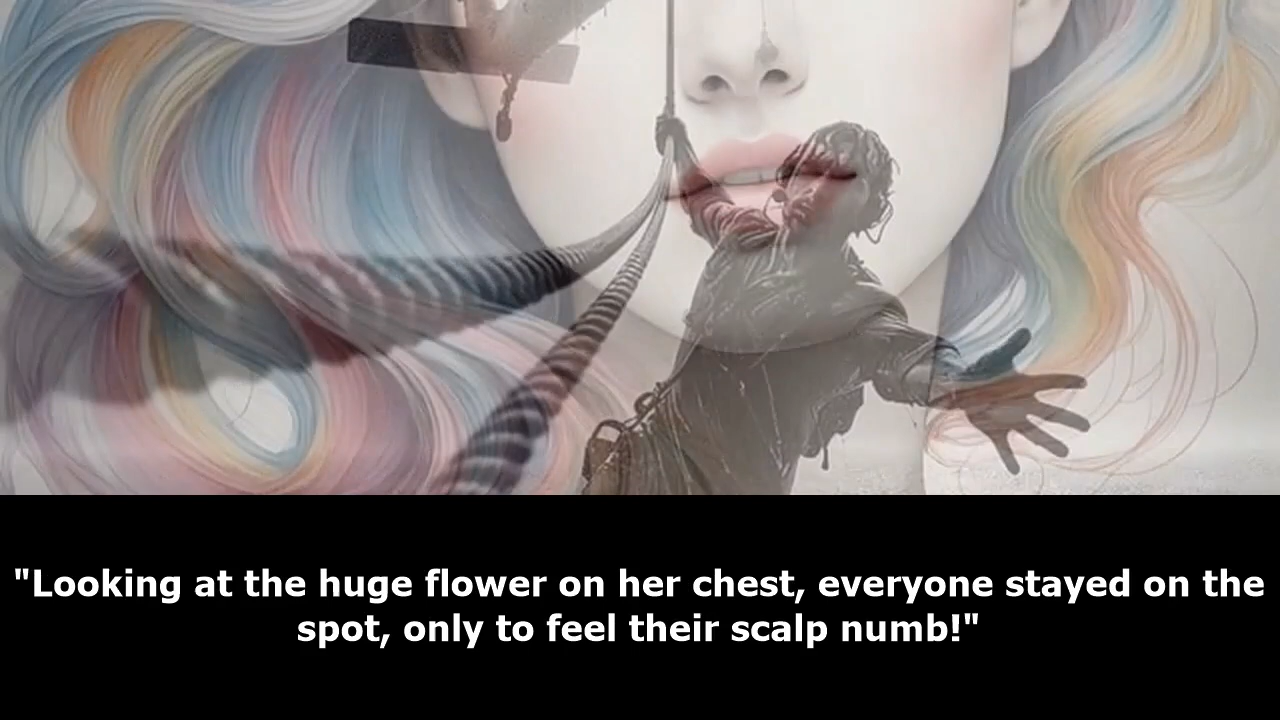 "Looking at the huge flower on her chest, everyone stayed on the
spot, only to feel their scalp numb!"